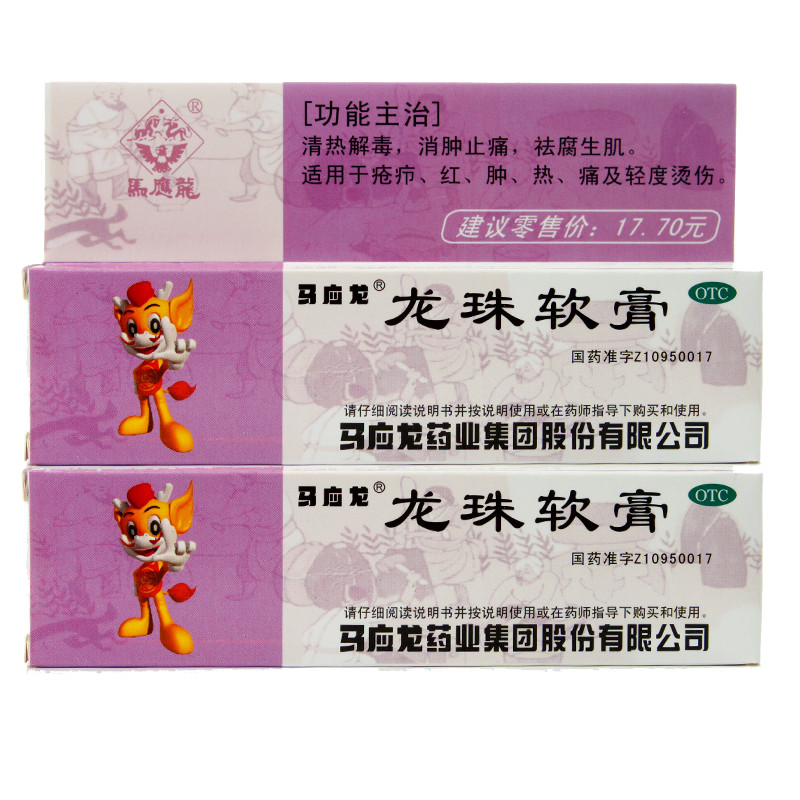 ®
馬應龍
[功能主治]
清热解毒，消肿止痛，祛腐生肌。
适用于疮疖、红、肿、热、痛及轻度烫伤。
建议零售价：17.70元
马应龙® 龙珠软膏 OTC
国药准字Z10950017
请仔细阅读说明书并按说明使用或在药师指导下购买和使用。
马应龙药业集团股份有限公司
马应龙® 龙珠软膏 OTC
国药准字Z10950017
请仔细阅读说明书并按说明使用或在药师指导下购买和使用。
马应龙药业集团股份有限公司